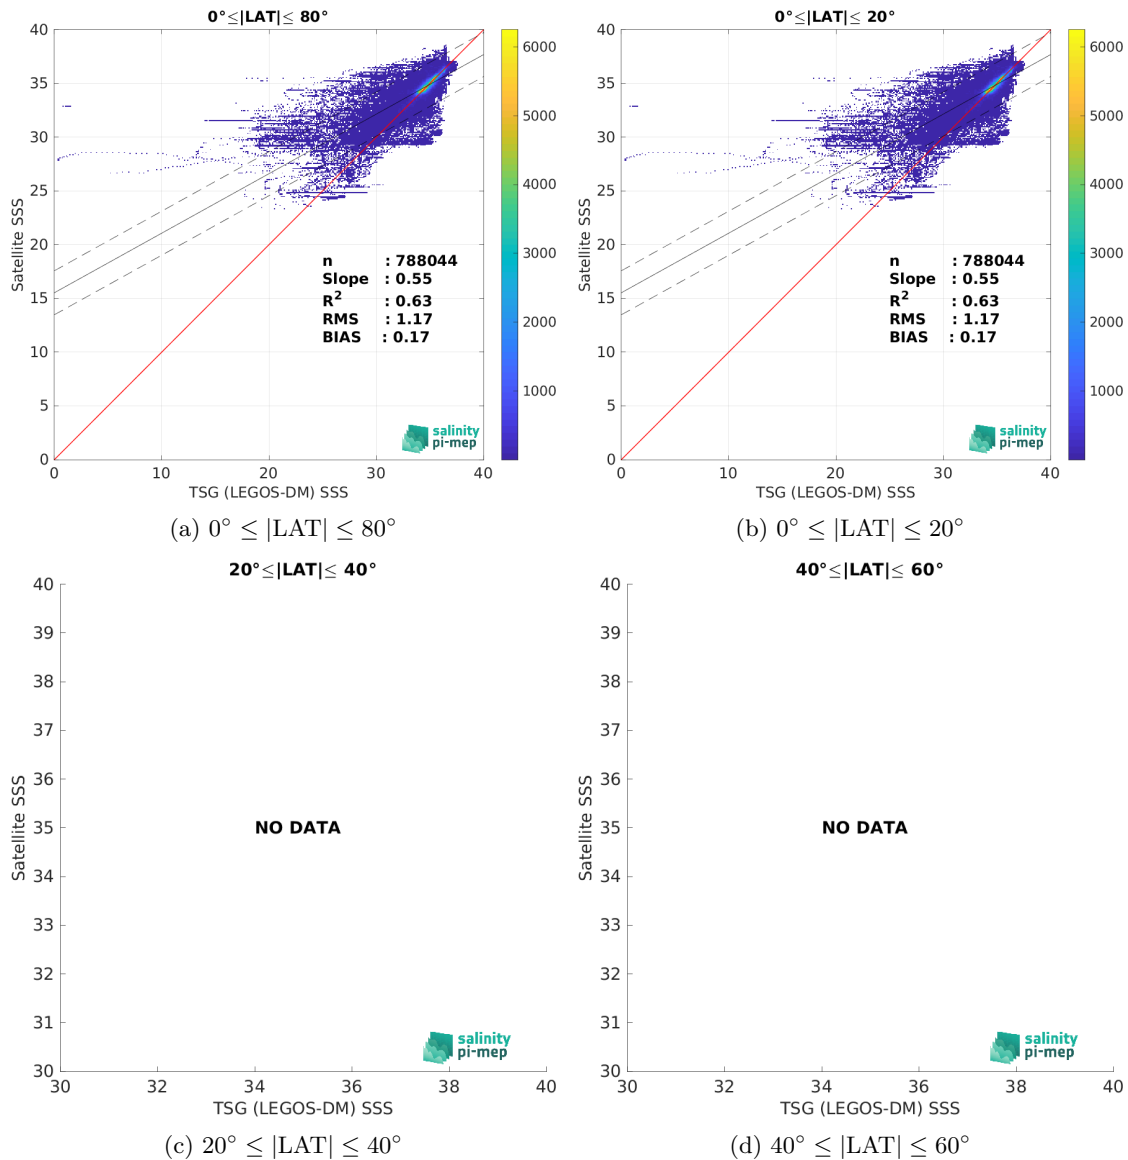 0°≤|LAT|≤ 80°
40
35
30
25
20
15
10
5
0
Satellite SSS
0
10
20
30
40
TSG (LEGOS-DM) SSS
6000
5000
4000
3000
2000
1000
n : 788044
Slope : 0.55
R² : 0.63
RMS : 1.17
BIAS : 0.17
salinity
pi-mep
(a) 0° ≤ |LAT| ≤ 80°
0°≤|LAT|≤ 20°
40
35
30
25
20
15
10
5
0
Satellite SSS
0
10
20
30
40
TSG (LEGOS-DM) SSS
6000
5000
4000
3000
2000
1000
n : 788044
Slope : 0.55
R² : 0.63
RMS : 1.17
BIAS : 0.17
salinity
pi-mep
(b) 0° ≤ |LAT| ≤ 20°
20°≤|LAT|≤ 40°
40
39
38
37
36
35
34
33
32
31
30
Satellite SSS
NO DATA
salinity
pi-mep
30
32
34
36
38
40
TSG (LEGOS-DM) SSS
(c) 20° ≤ |LAT| ≤ 40°
40°≤|LAT|≤ 60°
40
39
38
37
36
35
34
33
32
31
30
Satellite SSS
NO DATA
salinity
pi-mep
30
32
34
36
38
40
TSG (LEGOS-DM) SSS
(d) 40° ≤ |LAT| ≤ 60°